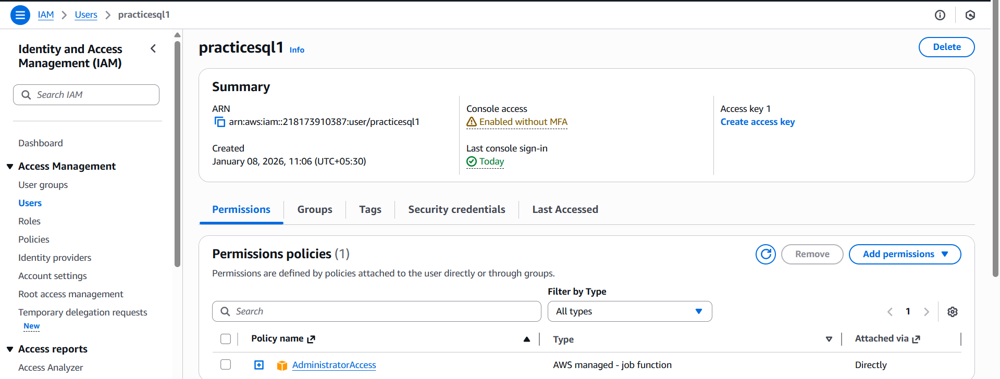 IAM > Users > practicesql1
Identity and Access
Management (IAM)
Search IAM
Dashboard
Access Management
User groups
Users
Roles
Policies
Identity providers
Account settings
Root access management
Temporary delegation requests
New
Access reports
Access Analyzer
practicesql1 Info
Delete
Summary
ARN
arn:aws:iam::218173910387:user/practicesql1
Created
January 08, 2026, 11:06 (UTC+05:30)
Console access
Enabled without MFA
Last console sign-in
Today
Access key 1
Create access key
Permissions Groups Tags Security credentials Last Accessed
Permissions policies (1)
Remove Add permissions
Permissions are defined by policies attached to the user directly or through groups.
Filter by Type
Search All types 1
Policy name Type Attached via
AdministratorAccess AWS managed - job function Directly